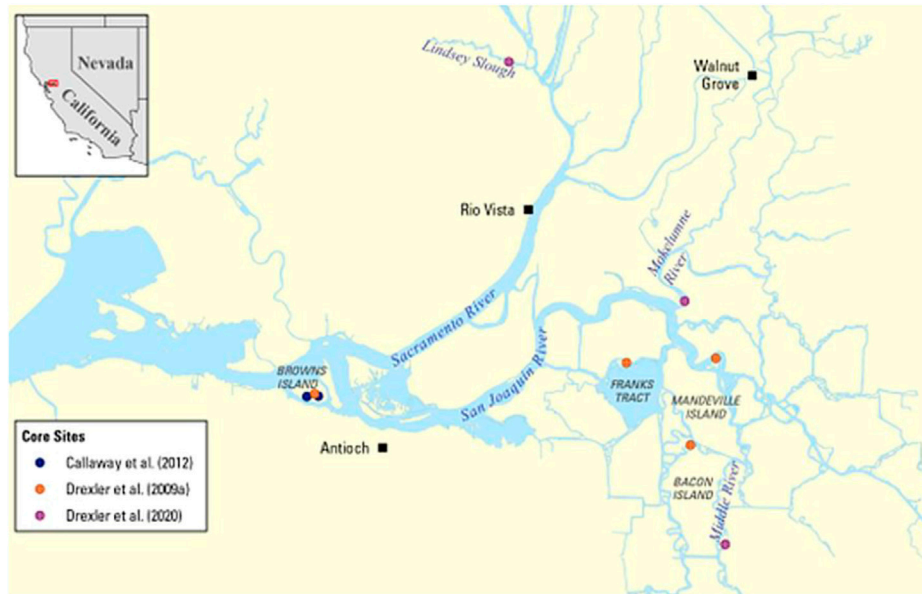 Nevada
California
Lindsey Slough
Walnut
Grove
Rio Vista
Mokelumne
River
Sacramento River
San Joaquin River
BROWNS
ISLAND
FRANKS
TRACT
MANDEVILLE
ISLAND
Antioch
BACON
ISLAND
Middle River
Core Sites
Callaway et al. (2012)
Drexler et al. (2009a)
Drexler et al. (2020)